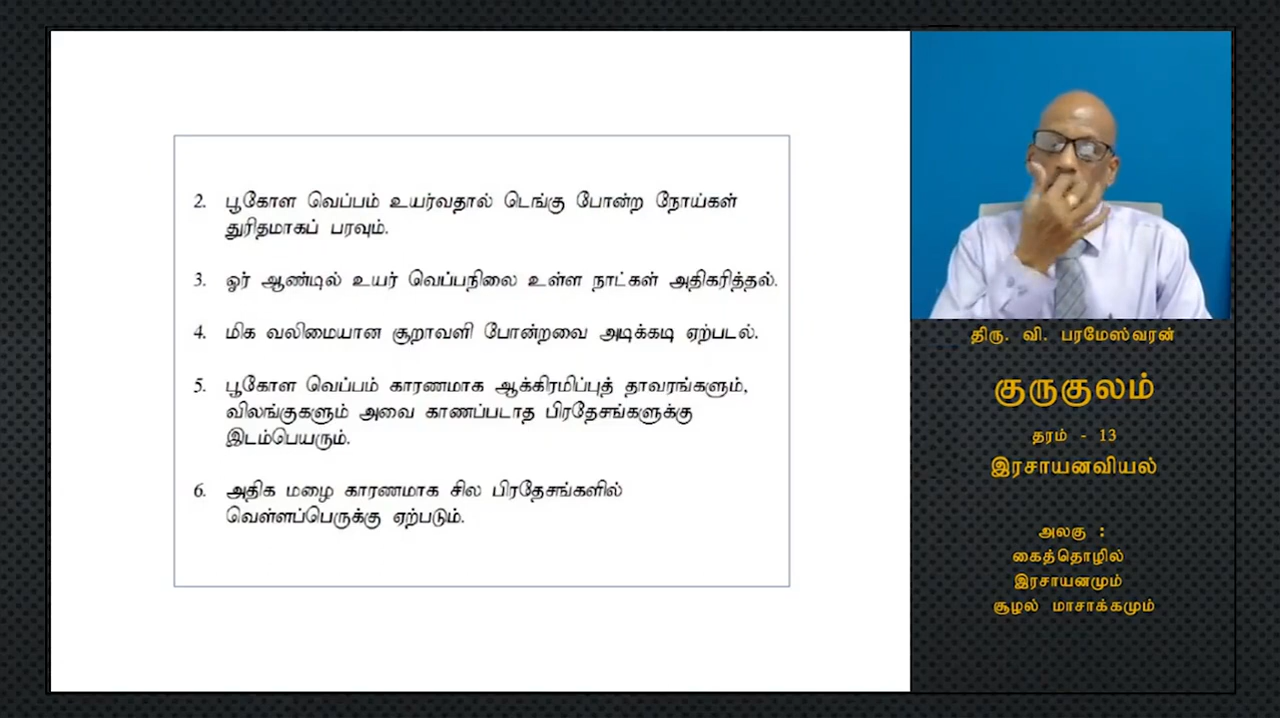 2. பூகோள வெப்பம் உயர்வதால் டெங்கு போன்ற நோய்கள்
துரிதமாகப் பரவும்.
3. ஓர் ஆண்டில் உயர் வெப்பநிலை உள்ள நாட்கள் அதிகரித்தல்.
4. மிக வலிமையான சூறாவளி போன்றவை அடிக்கடி ஏற்படல்.
5. பூகோள வெப்பம் காரணமாக ஆக்கிரமிப்புத் தாவரங்களும்,
விலங்குகளும் அவை காணப்படாத பிரதேசங்களுக்கு
இடம்பெயரும்.
6. அதிக மழை காரணமாக சில பிரதேசங்களில்
வெள்ளப்பெருக்கு ஏற்படும்.
திரு. வி. பரமேஸ்வரன்
குருகுலம்
தரம் - 13
இரசாயனவியல்
அலகு :
கைத்தொழில்
இரசாயனமும்
சூழல் மாசாக்கமும்